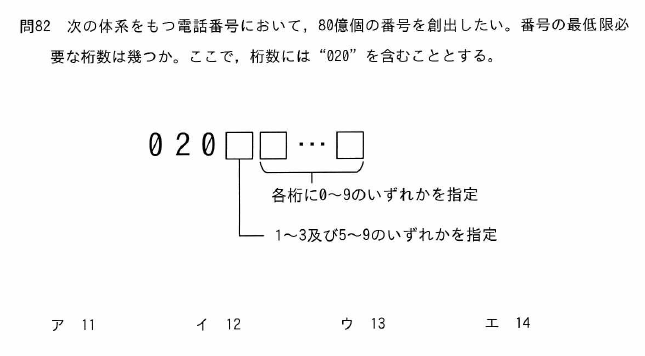 問82 次の体系をもつ電話番号において，80億個の番号を創出したい。番号の最低限必
要な桁数は幾つか。ここで，桁数には“020”を含むこととする。
020□□…□
各桁に0～9のいずれかを指定
1～3及び5～9のいずれかを指定
ア 11 イ 12 ウ 13 エ 14